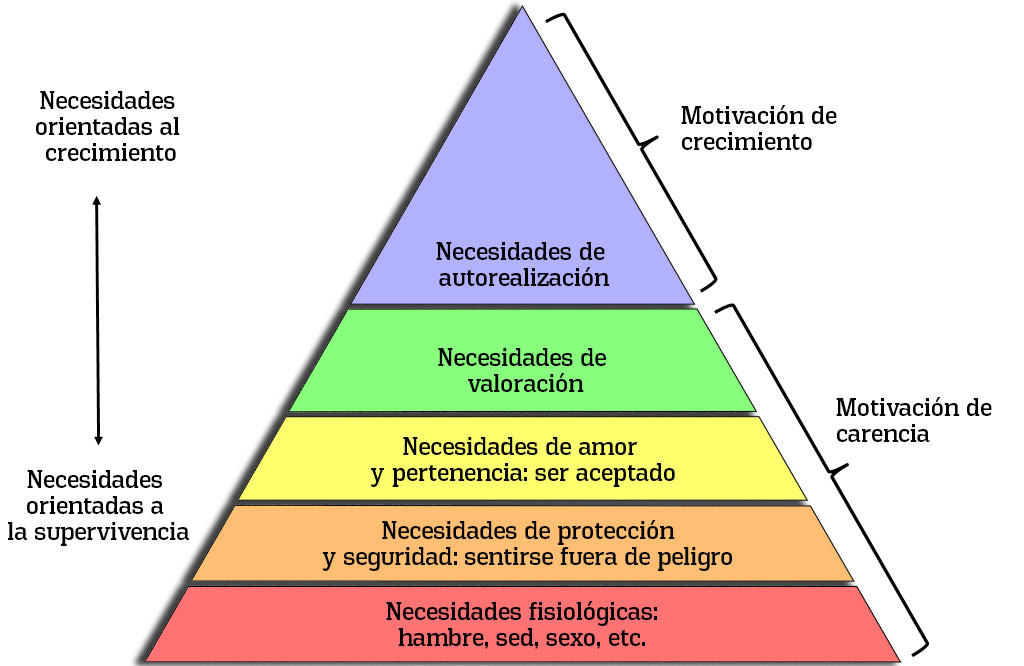 Necesidades
orientadas al
crecimiento
Motivación de
crecimiento
Necesidades de
autorealización
Necesidades de
valoración
Motivación de
carencia
Necesidades de amor
y pertenencia: ser aceptado
Necesidades
orientadas a
la supervivencia
Necesidades de protección
y seguridad: sentirse fuera de peligro
Necesidades fisiológicas:
hambre, sed, sexo, etc.